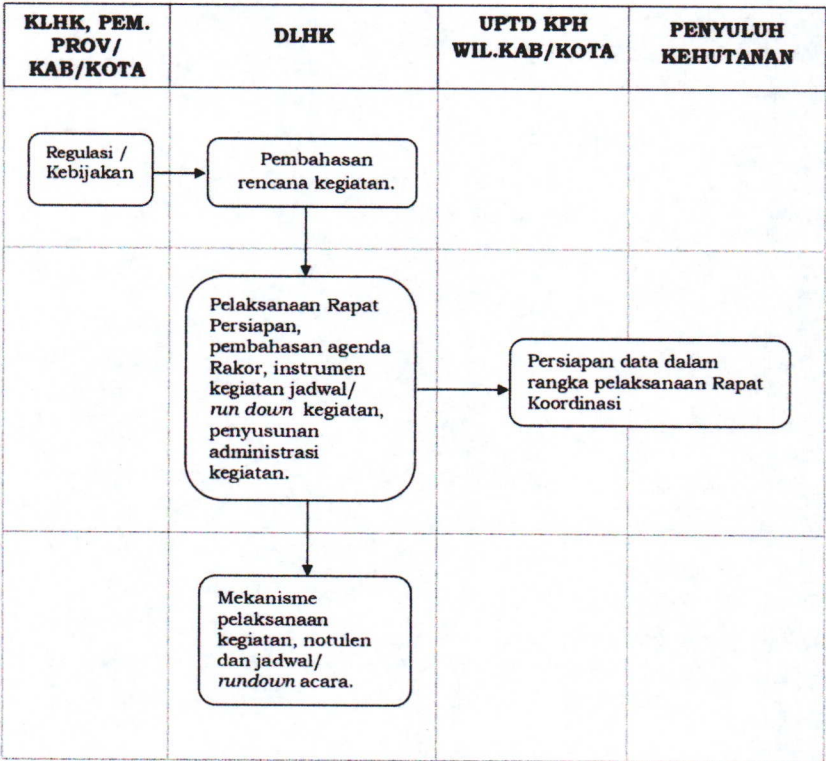 KLHK, PEM.
PROV/
KAB/KOTA
DLHK
UPTD KPH
WIL.KAB/KOTA
PENYULUH
KEHUTANAN
Regulasi /
Kebijakan
Pembahasan
rencana kegiatan.
Pelaksanaan Rapat
Persiapan,
pembahasan agenda
Rakor, instrumen
kegiatan jadwal/
run down kegiatan,
penyusunan
administrasi
kegiatan.
Persiapan data dalam
rangka pelaksanaan Rapat
Koordinasi
Mekanisme
pelaksanaan
kegiatan, notulen
dan jadwal/
rundown acara.